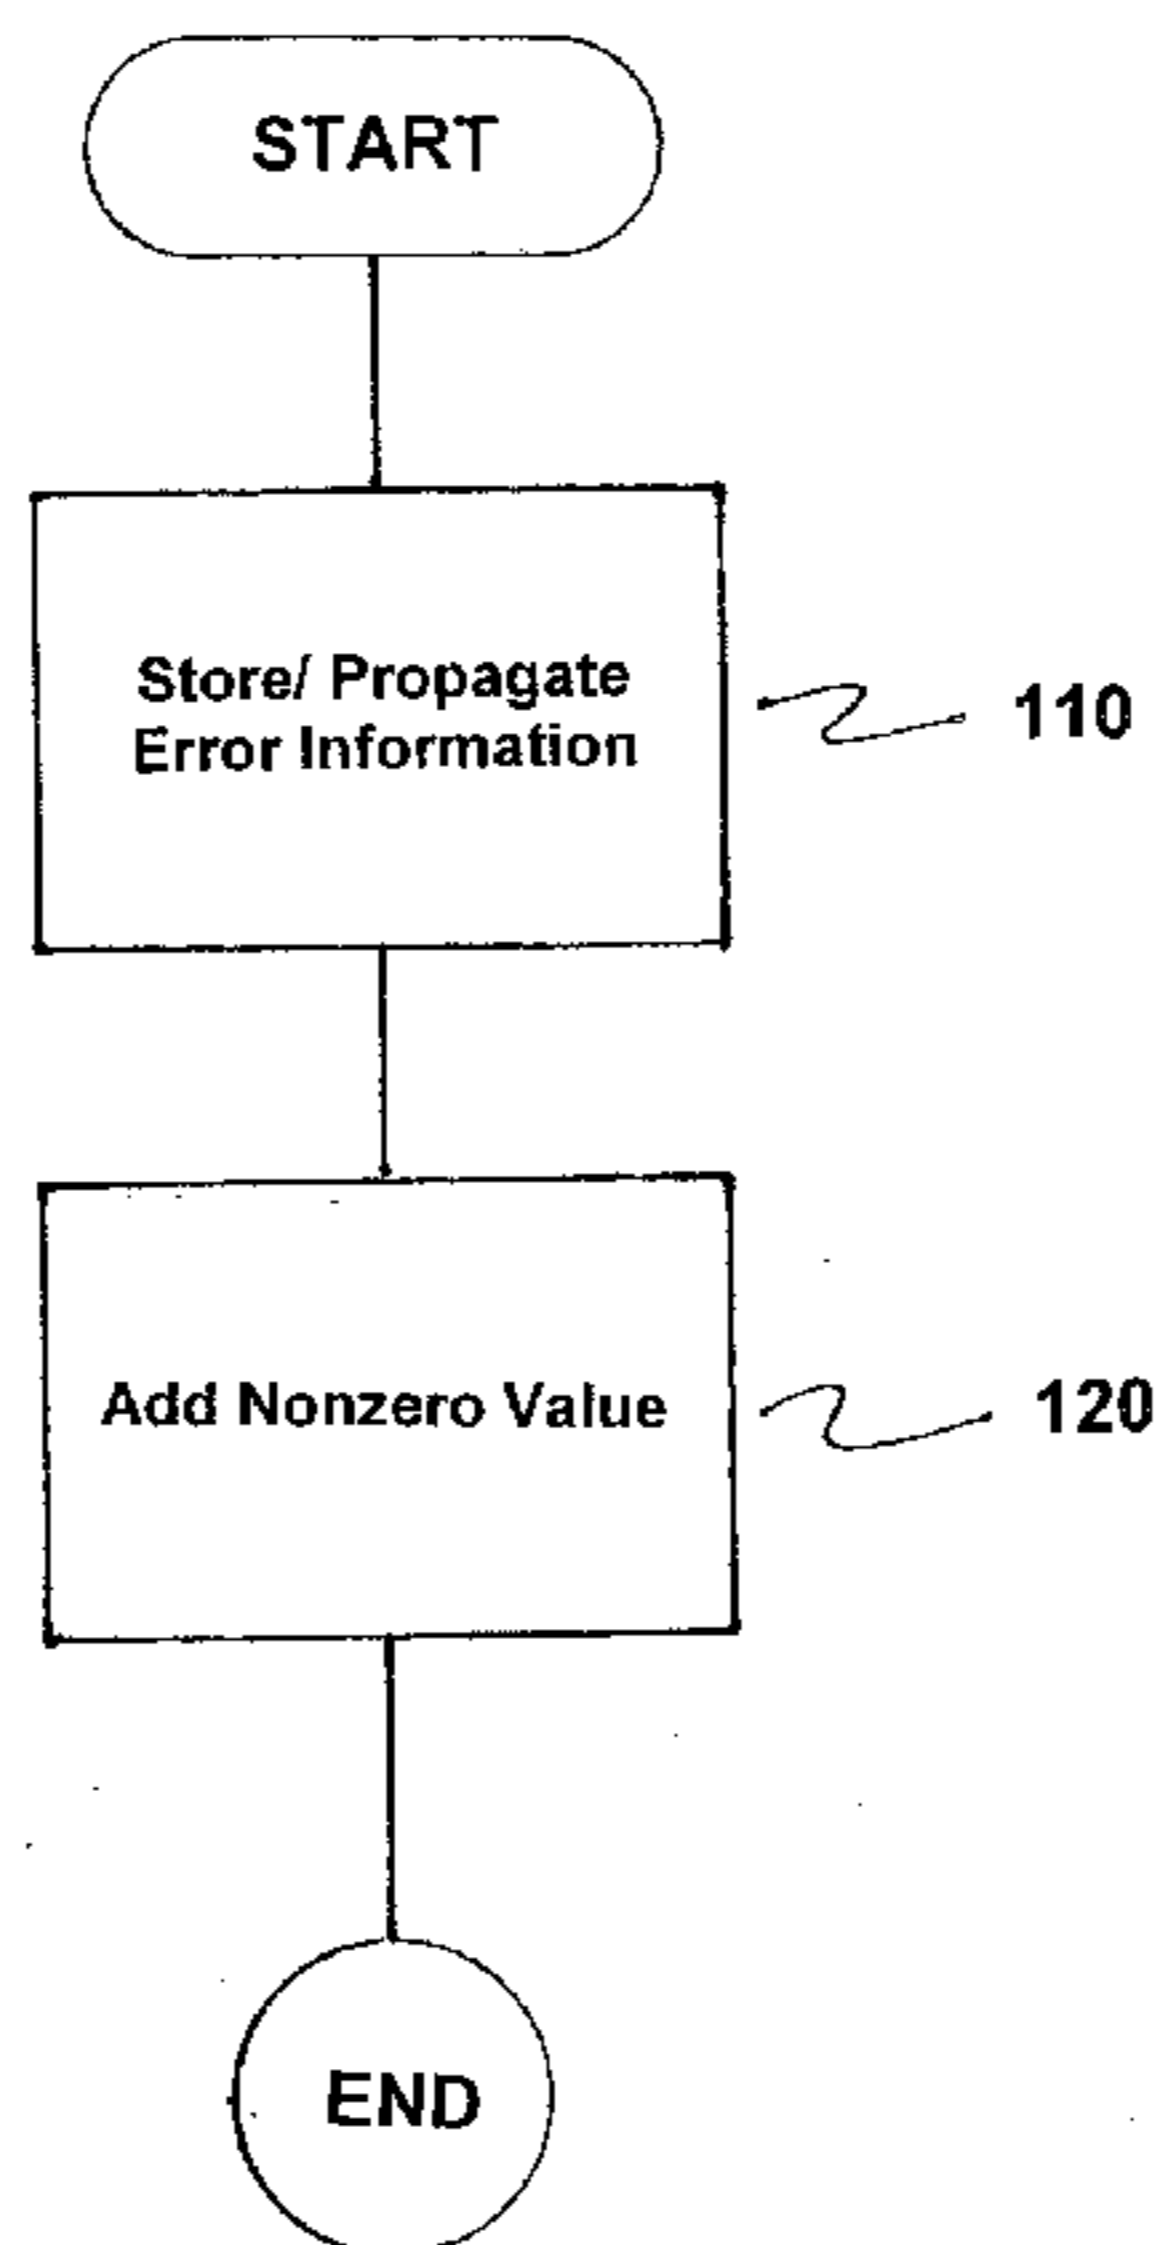 START
Store/ Propagate
Error Information
110
Add Nonzero Value
120
END